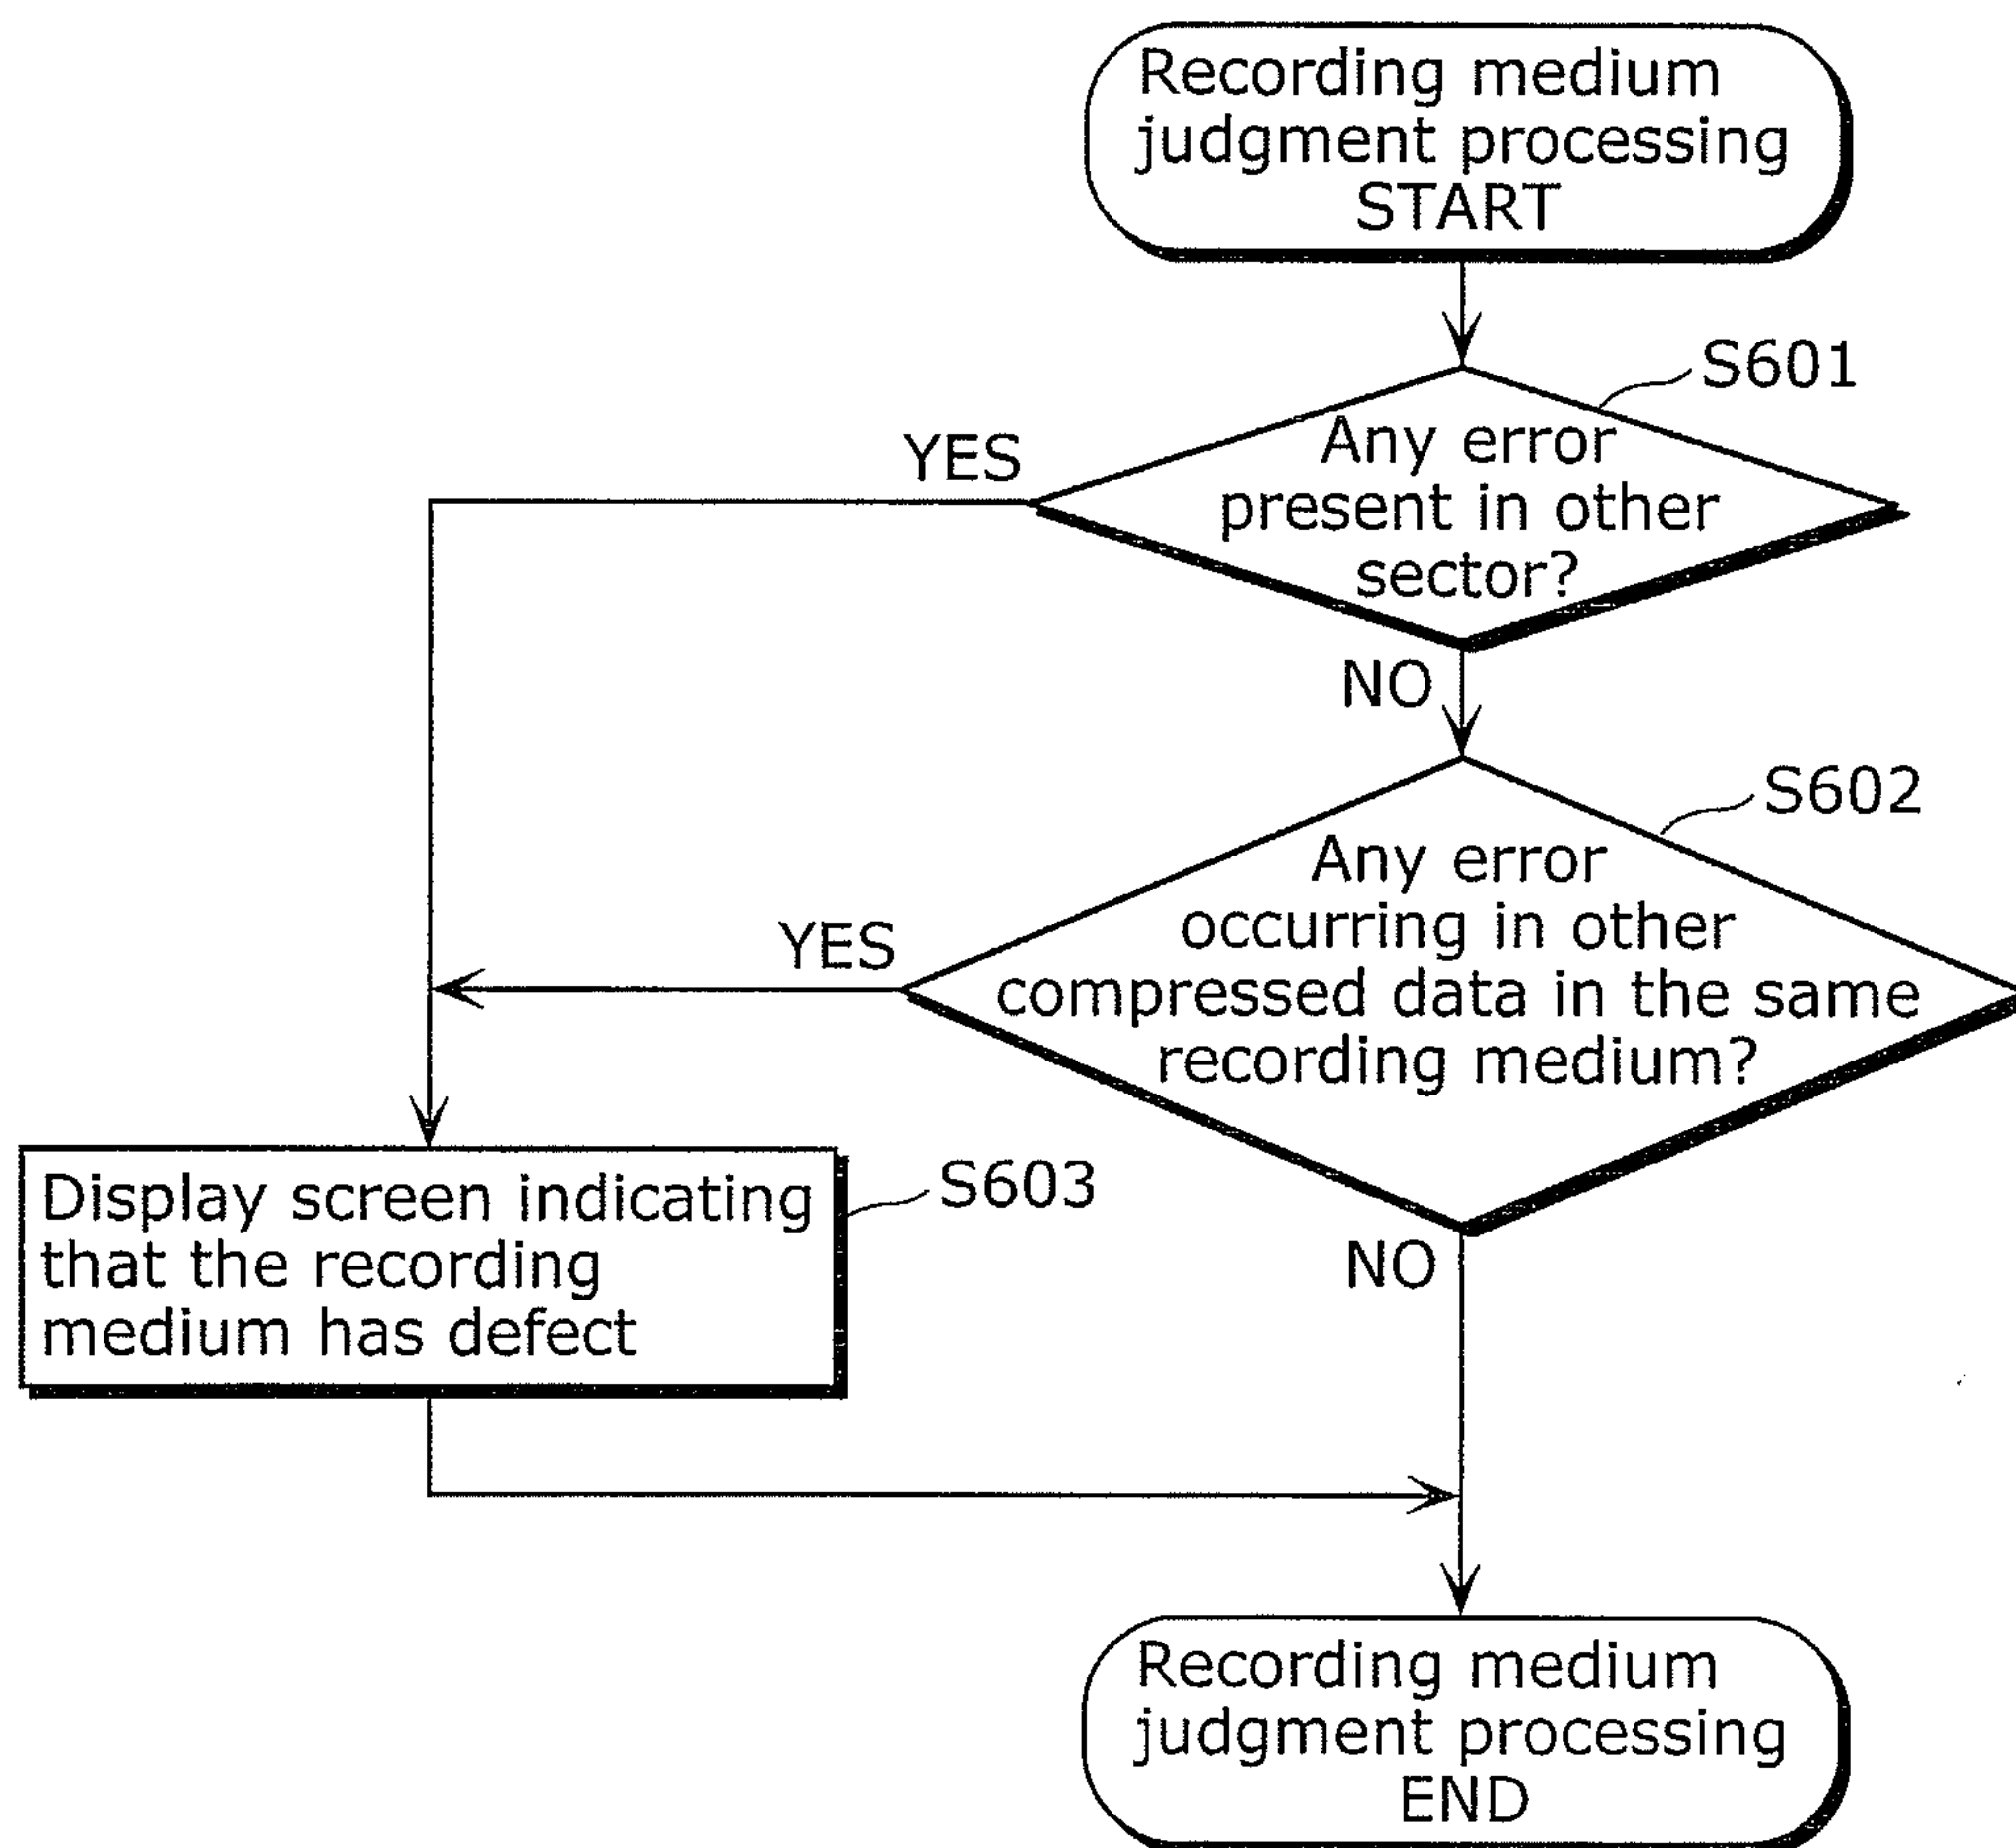 Recording medium
judgment processing
START
S601
YES
Any error
present in other
sector?
NO
S602
YES
Any error
occurring in other
compressed data in the same
recording medium?
Display screen indicating
that the recording
medium has defect
S603
NO
Recording medium
judgment processing
END